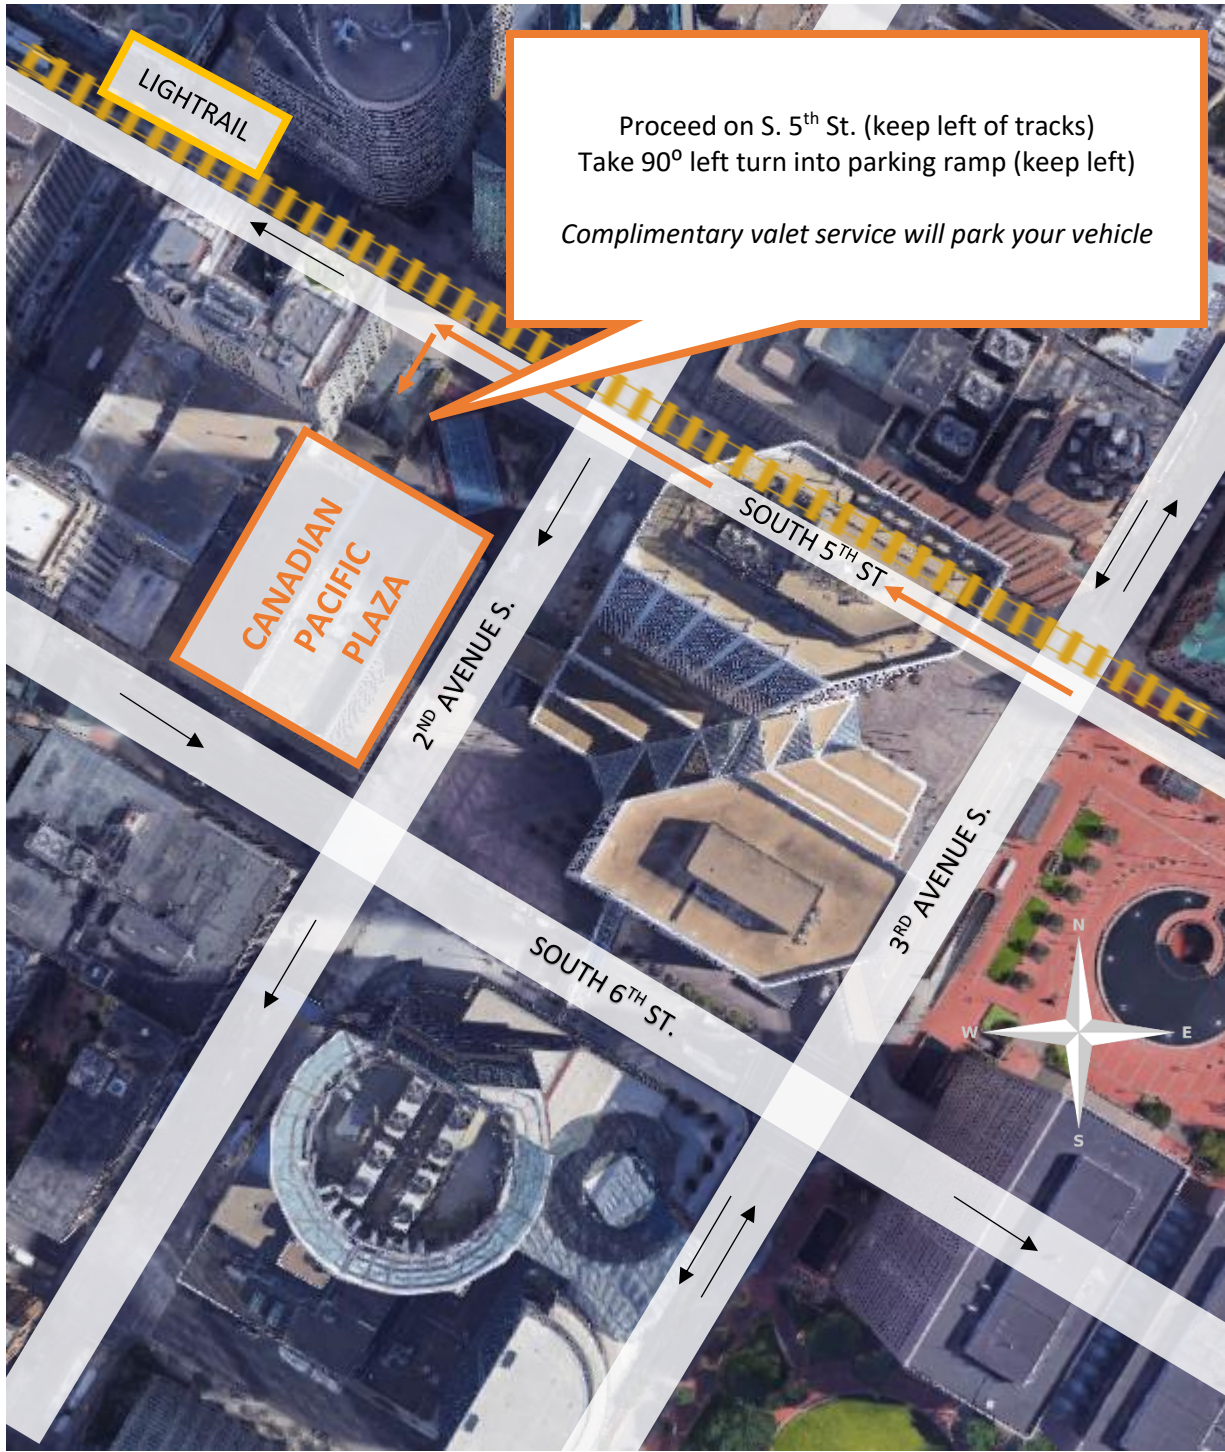 LIGHTRAIL
Proceed on S. 5th St. (keep left of tracks)
Take 90⁰ left turn into parking ramp (keep left)
Complimentary valet service will park your vehicle
SOUTH 5TH ST
CANADIAN
PACIFIC
PLAZA
2ND AVENUE S.
3RD AVENUE S.
SOUTH 6TH ST.
N
W
E
S